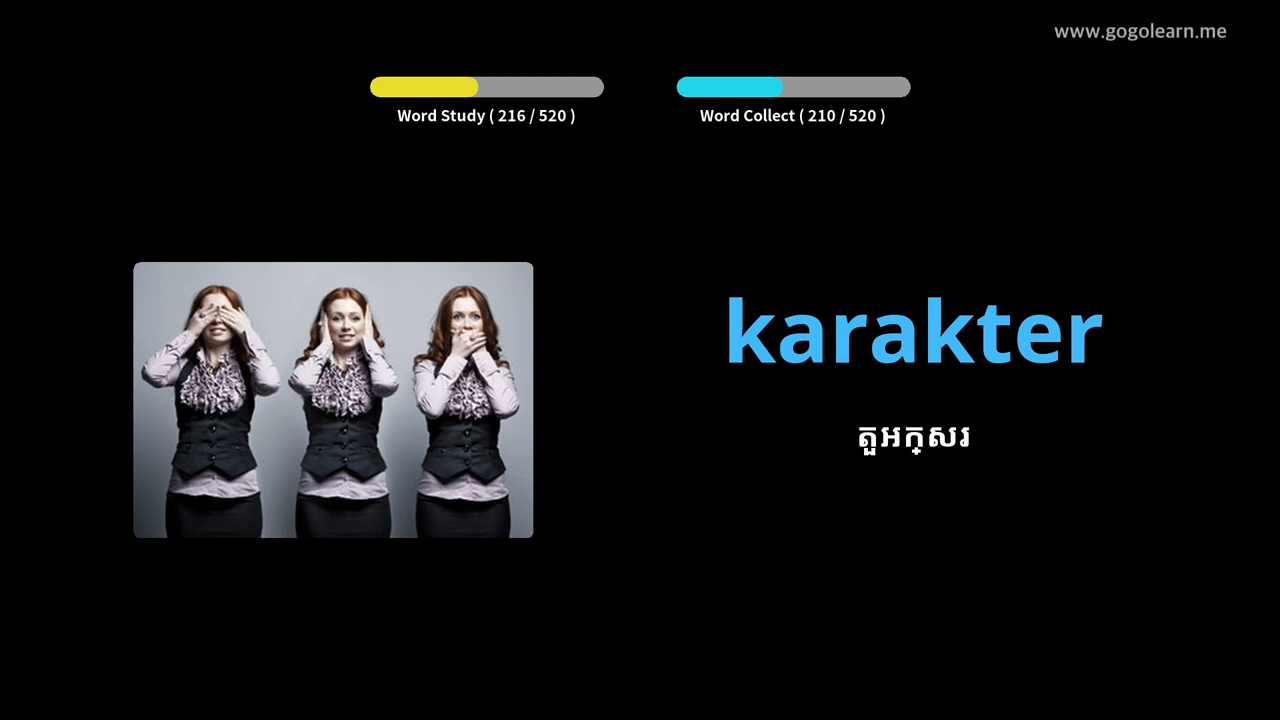 www.gogolearn.me
Word Study ( 216 / 520 )
Word Collect ( 210 / 520 )
karakter
តួអក្សរ